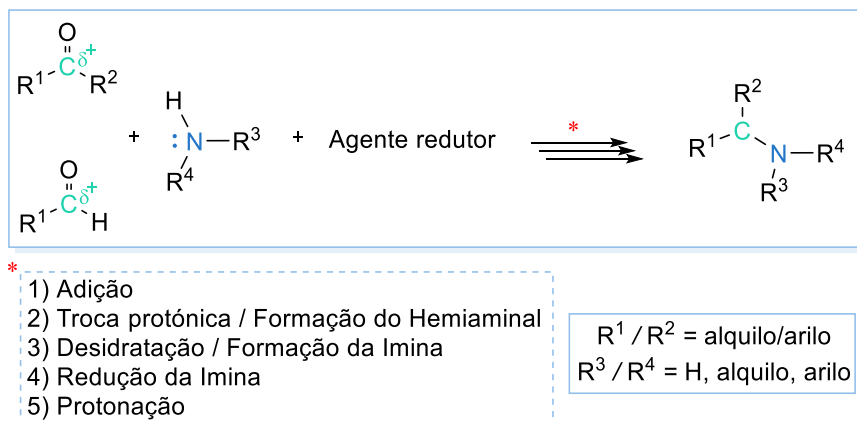 O
C δ+
R¹ R²
+
H
: N R³
R⁴
+ Agente redutor
*
R²
R¹ C
N R⁴
R³
O
C δ+
R¹ H
*
1) Adição
2) Troca protónica / Formação do Hemiaminal
3) Desidratação / Formação da Imina
4) Redução da Imina
5) Protonação
R¹ / R² = alquilo/arilo
R³ / R⁴ = H, alquilo, arilo